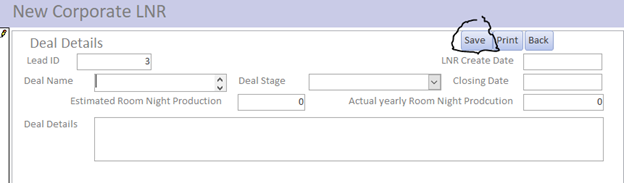 New Corporate LNR
Deal Details Save Print Back
Lead ID 3 LNR Create Date
Deal Name Deal Stage Closing Date
Estimated Room Night Production 0 Actual yearly Room Night Prodcution 0
Deal Details